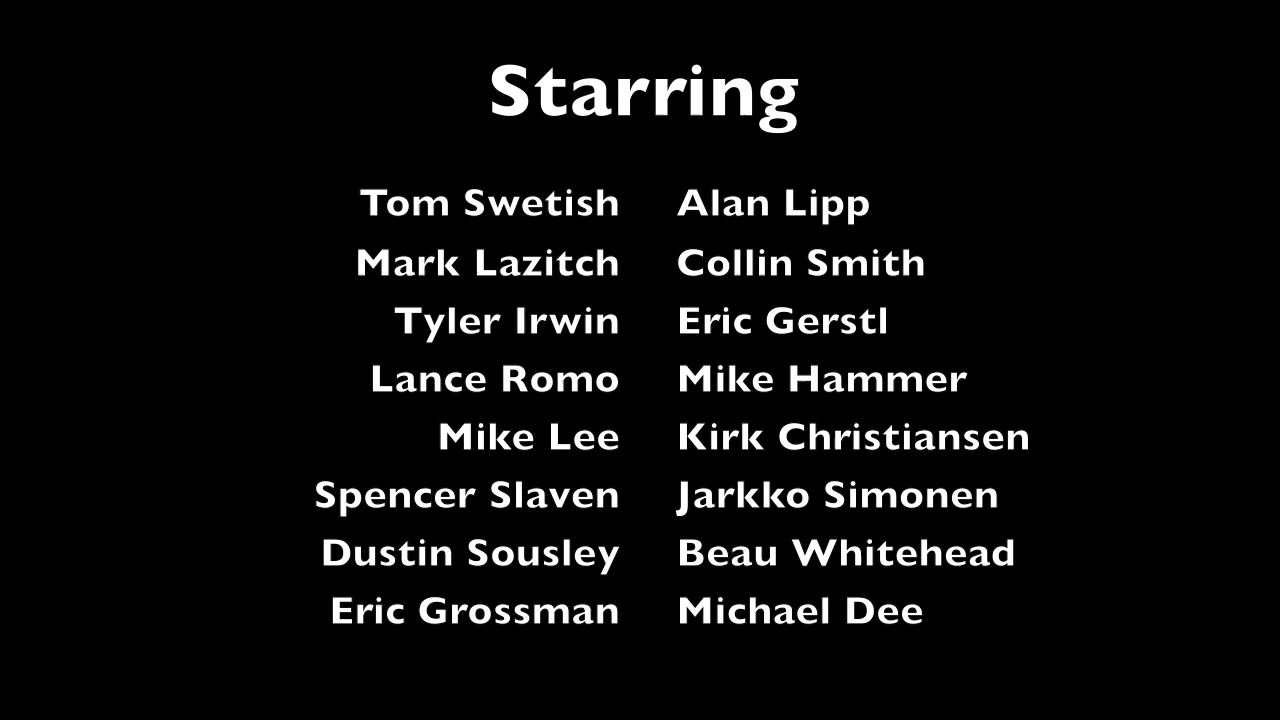 Starring
Tom Swetish Alan Lipp
Mark Lazitch Collin Smith
Tyler Irwin Eric Gerstl
Lance Romo Mike Hammer
Mike Lee Kirk Christiansen
Spencer Slaven Jarkko Simonen
Dustin Sousley Beau Whitehead
Eric Grossman Michael Dee